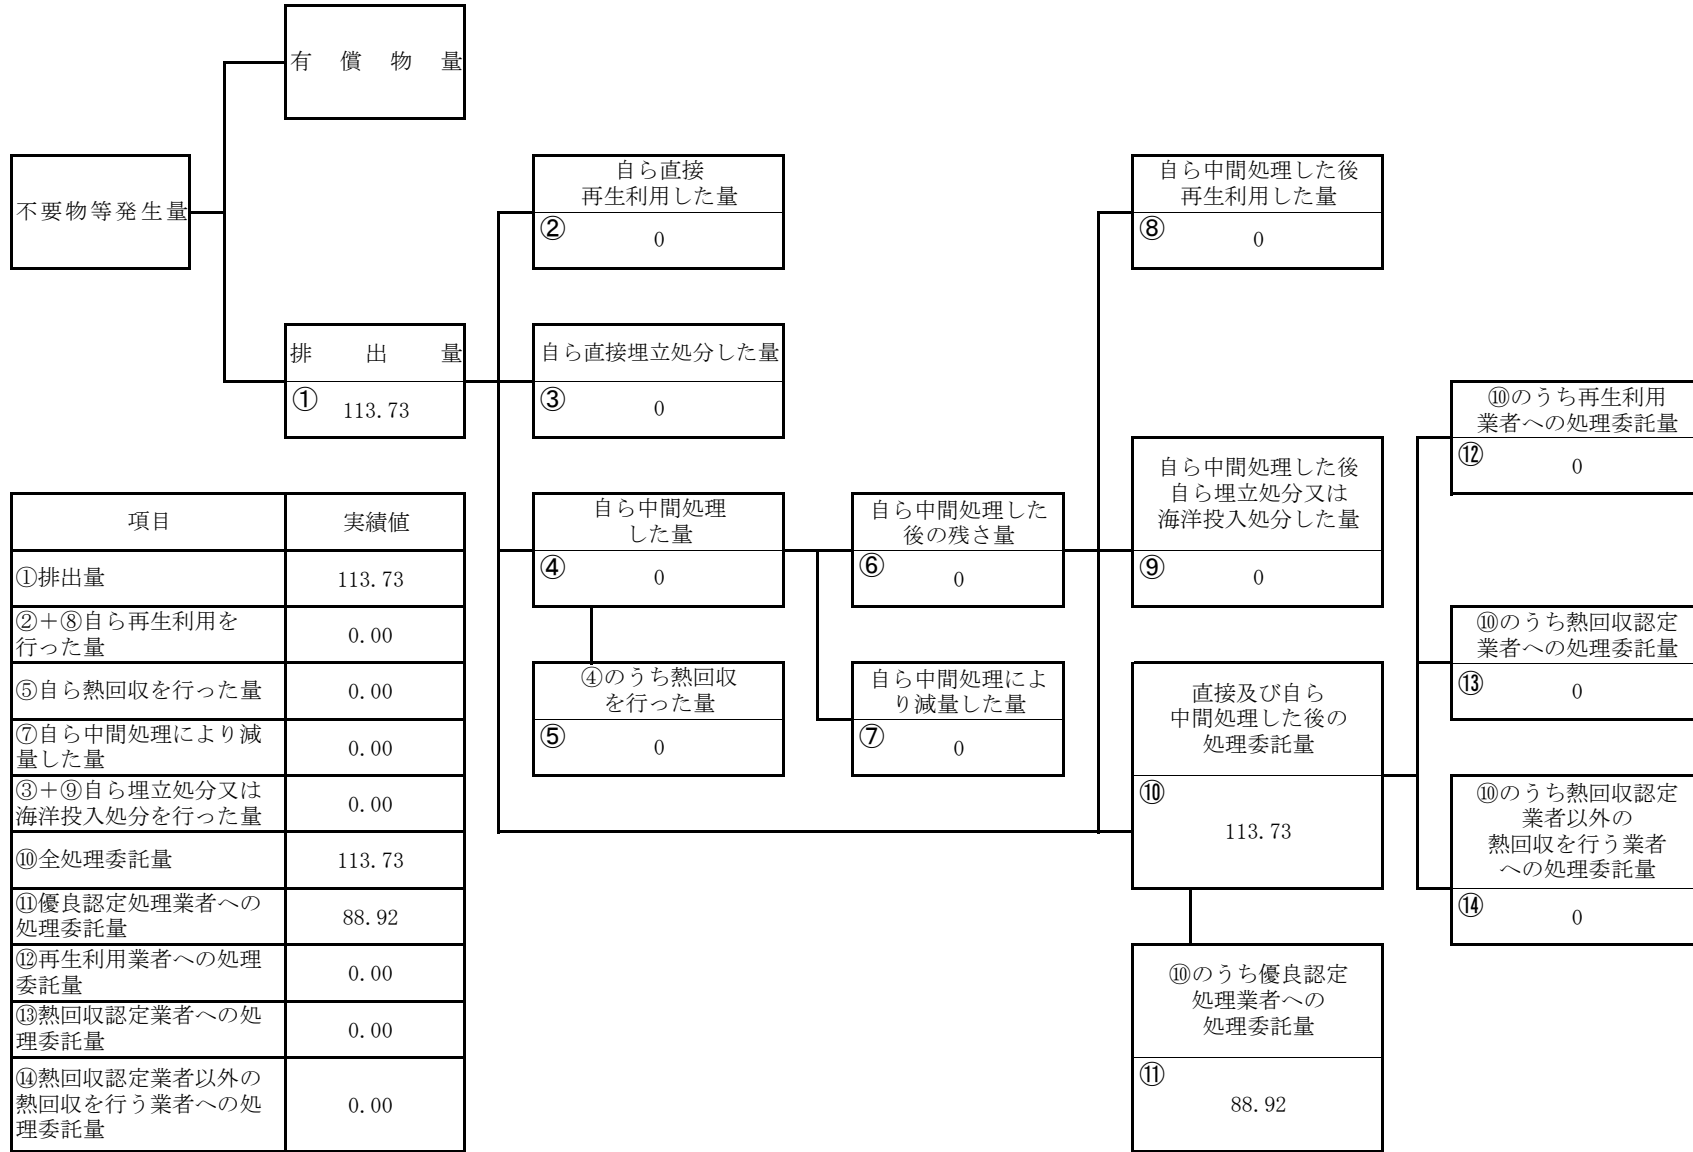 有償物量
不要物等発生量
自ら直接
再生利用した量
② 0
自ら中間処理した後
再生利用した量
⑧ 0
排出量
① 113.73
自ら直接埋立処分した量
③ 0
⑩のうち再生利用
業者への処理委託量
⑫ 0
自ら中間処理した後
自ら埋立処分又は
海洋投入処分した量
⑨ 0
自ら中間処理
した量
④ 0
自ら中間処理した
後の残さ量
⑥ 0
⑩のうち熱回収認定
業者への処理委託量
⑬ 0
④のうち熱回収
を行った量
⑤ 0
自ら中間処理によ
り減量した量
⑦ 0
直接及び自ら
中間処理した後の
処理委託量
⑩
113.73
⑩のうち熱回収認定
業者以外の
熱回収を行う業者
への処理委託量
⑭ 0
⑩のうち優良認定
処理業者への
処理委託量
⑪
88.92
項目 実績値
①排出量 113.73
②＋⑧自ら再生利用を
行った量 0.00
⑤自ら熱回収を行った量 0.00
⑦自ら中間処理により減
量した量 0.00
③＋⑨自ら埋立処分又は
海洋投入処分を行った量 0.00
⑩全処理委託量 113.73
⑪優良認定処理業者への
処理委託量 88.92
⑫再生利用業者への処理
委託量 0.00
⑬熱回収認定業者への処
理委託量 0.00
⑭熱回収認定業者以外の
熱回収を行う業者への処
理委託量 0.00